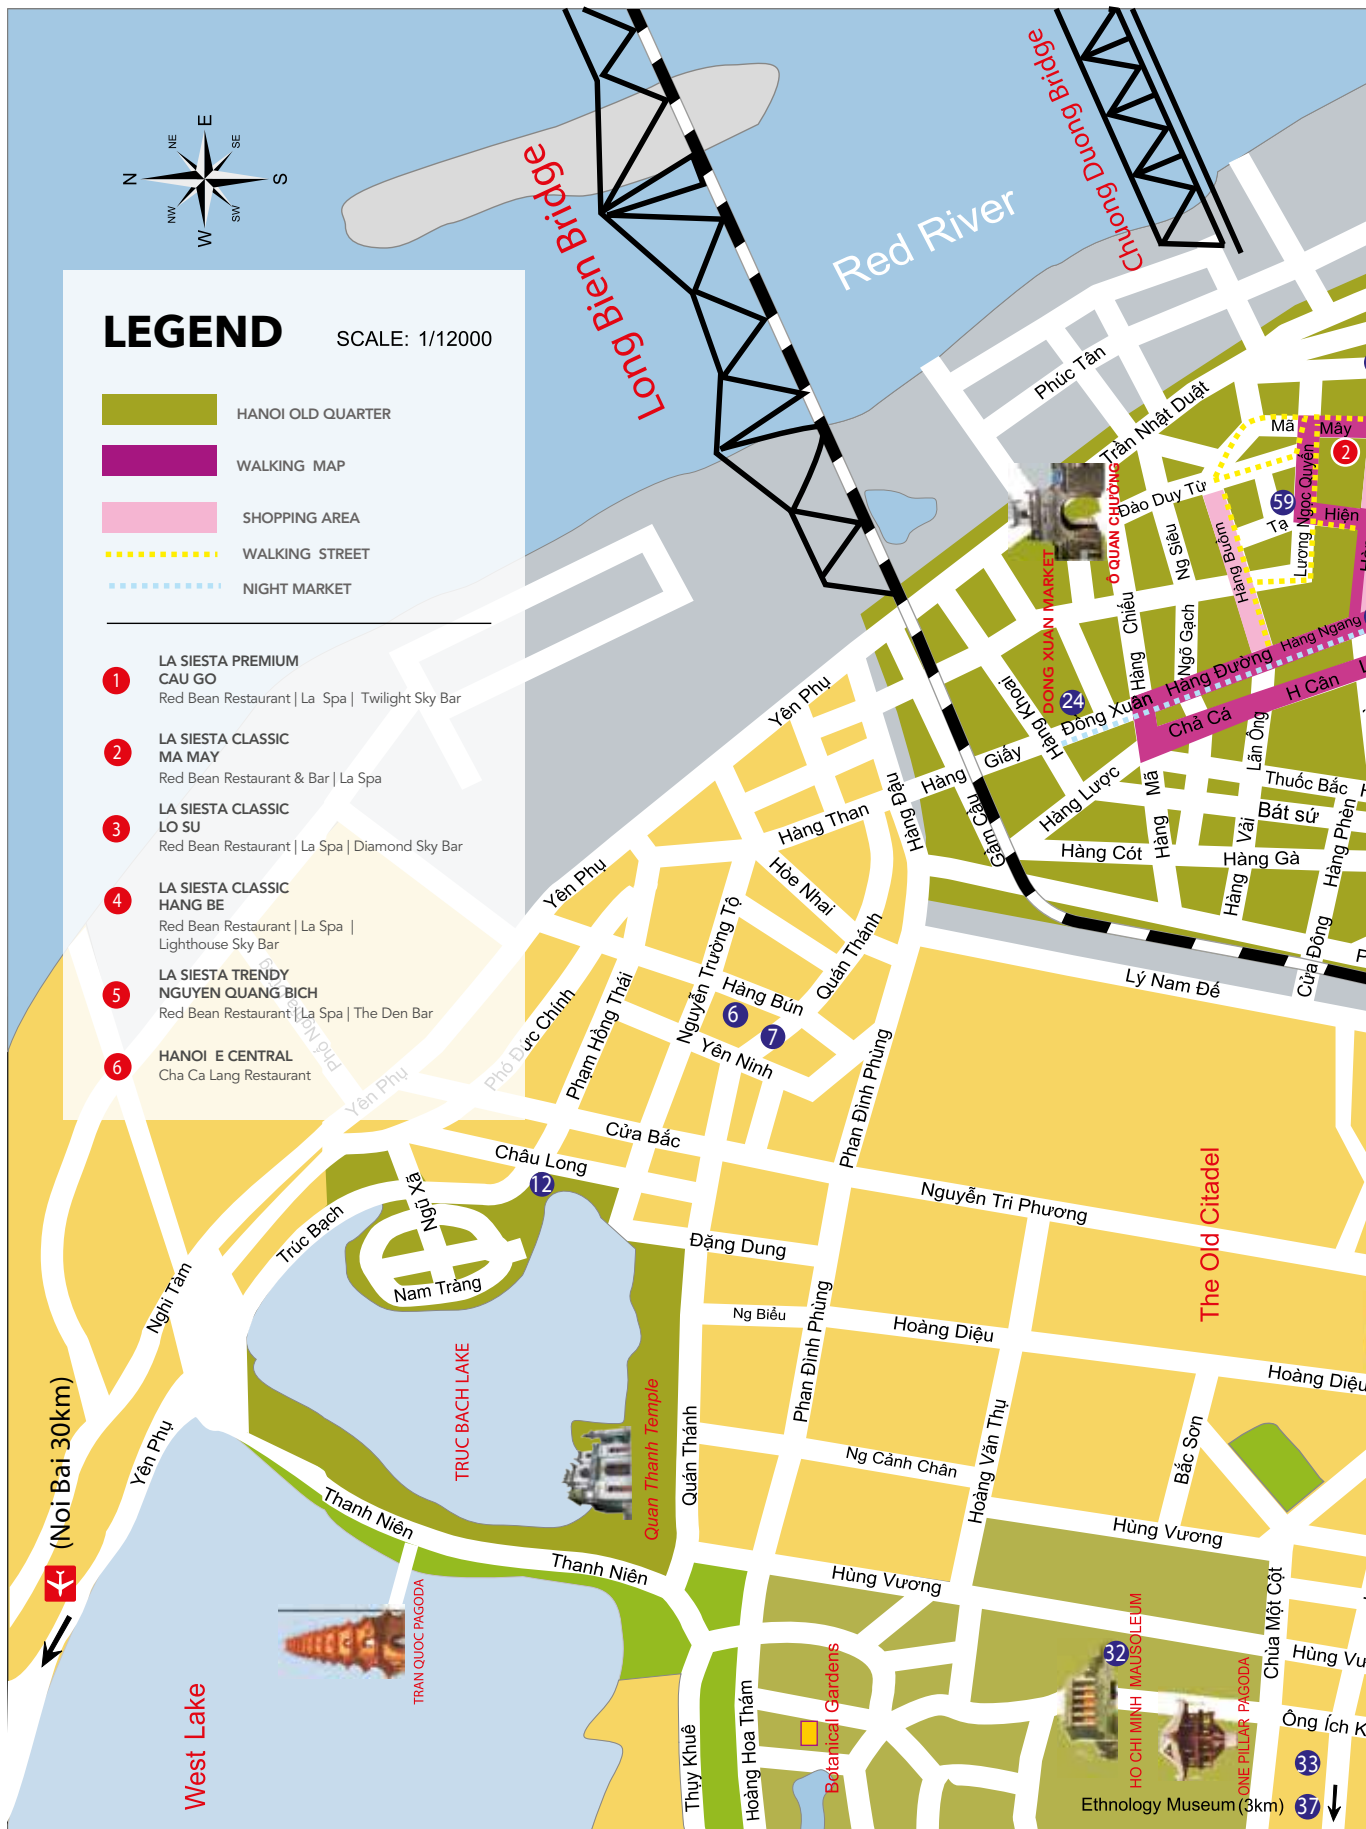 Long Bien Bridge
Chuong Duong Bridge
Red River
N
NE
E
SE
S
SW
W
NW
LEGEND
SCALE: 1/12000
HANOI OLD QUARTER
WALKING MAP
SHOPPING AREA
WALKING STREET
NIGHT MARKET
1
LA SIESTA PREMIUM
CAU GO
Red Bean Restaurant | La Spa | Twilight Sky Bar
2
LA SIESTA CLASSIC
MA MAY
Red Bean Restaurant & Bar | La Spa
3
LA SIESTA CLASSIC
LO SU
Red Bean Restaurant | La Spa | Diamond Sky Bar
4
LA SIESTA CLASSIC
HANG BE
Red Bean Restaurant | La Spa |
Lighthouse Sky Bar
5
LA SIESTA TRENDY
NGUYEN QUANG BICH
Red Bean Restaurant | La Spa | The Den Bar
6
HANOI E CENTRAL
Cha Ca Lang Restaurant
Phúc Tân
Trần Nhật Duật
Mã
Mây
2
Đào Duy Từ
59
Tạ
Hiện
Lương Ngọc Quyến
Ô QUAN CHƯỞNG
Ng Siêu
Hàng Buồm
DONG XUAN MARKET
Chiếu
Hàng
Ngõ Gạch
Hàng Ngang
Hàng Đường
24
Đồng Xuân
Hàng Khoai
H Cân
Chả Cá
Lãn Ông
Yên Phụ
Giấy
Hàng
Hàng Đậu
Gầm Cầu
Hàng Lược
Mã
Hàng
Thuốc Bắc
Bát sứ
Hàng Than
Hàng Cót
Vải
Hàng
Hàng Gà
Hàng Phèn
Hòe Nhai
Yên Phụ
Nguyễn Trường Tộ
Quán Thánh
Cửa Đông
Lý Nam Đế
Hàng Bún
6
7
Yên Ninh
Phạm Hồng Thái
Phó Đức Chính
Yên Phụ
Phan Đình Phùng
Cửa Bắc
Châu Long
12
Ngũ Xã
Trúc Bạch
Nam Tràng
Nguyễn Tri Phương
The Old Citadel
Đặng Dung
Nghi Tàm
Ng Biểu
Hoàng Diệu
Phan Đình Phùng
Hoàng Diệu
TRUC BACH LAKE
Quan Thanh Temple
(Noi Bai 30km)
Yên Phụ
Quán Thánh
Hoàng Văn Thụ
Bắc Sơn
Ng Cảnh Chân
Thanh Niên
Hùng Vương
Thanh Niên
Hùng Vương
TRAN QUOC PAGODA
Chùa Một Cột
32
HO CHI MINH MAUSOLEUM
ONE PILLAR PAGODA
Botanical Gardens
West Lake
Thụy Khuê
Hoàng Hoa Thám
Ông ích K
33
Ethnology Museum (3km)
37